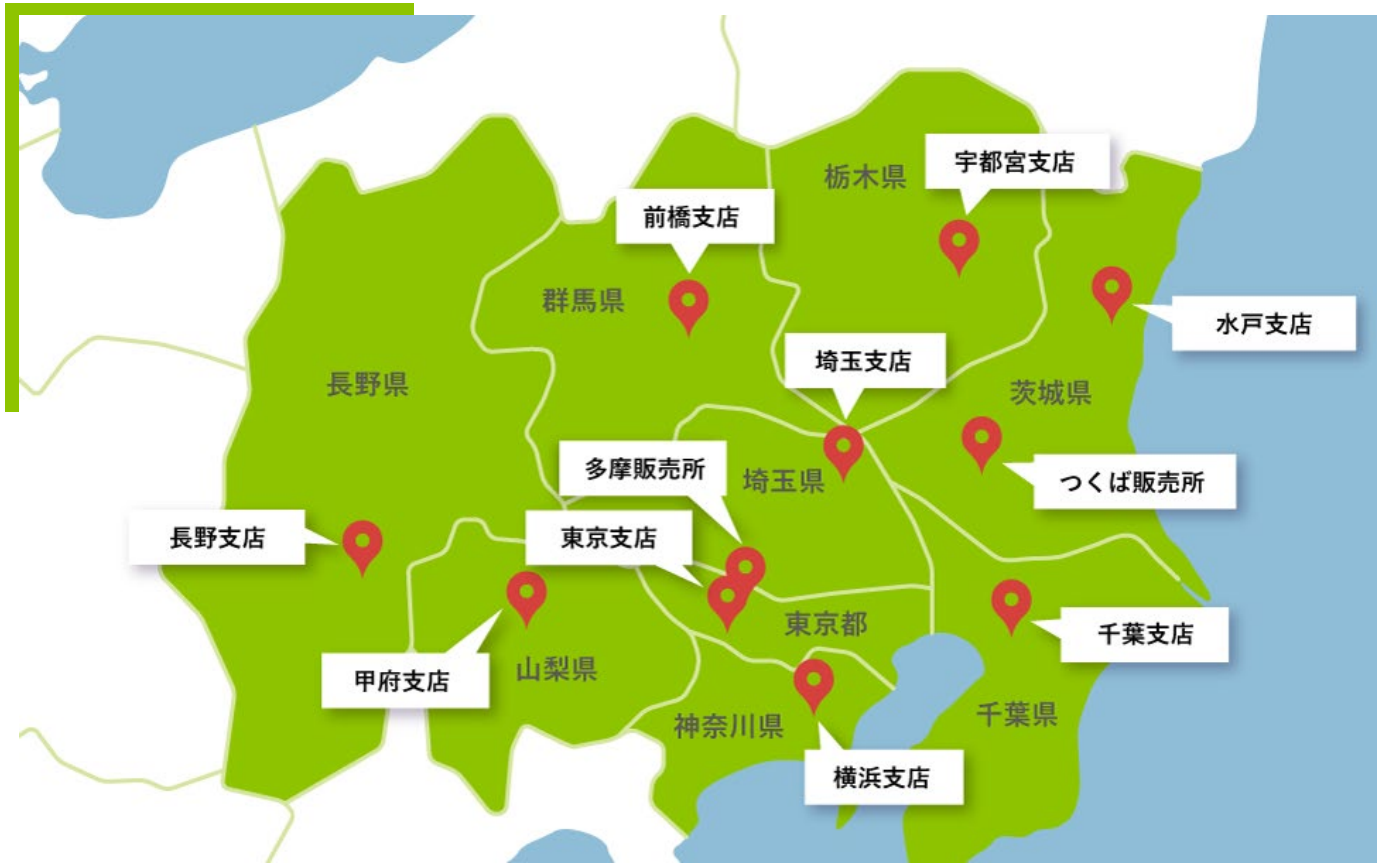 宇都宮支店
栃木県
前橋支店
群馬県
水戸支店
埼玉支店
長野県
茨城県
多摩販売所
埼玉県
つくば販売所
長野支店
東京支店
東京都
千葉支店
甲府支店
山梨県
神奈川県
千葉県
横浜支店